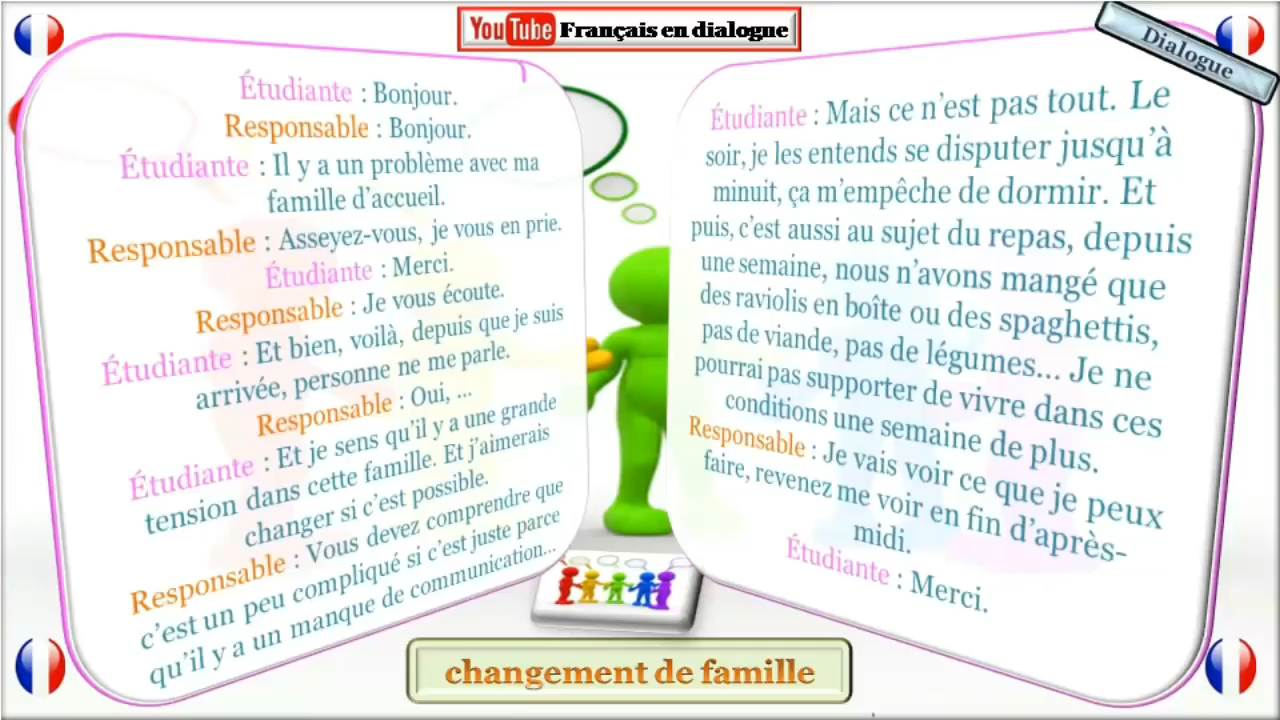 YouTube Français en dialogue
Dialogue
Étudiante : Bonjour.
Responsable : Bonjour.
Étudiante : Il y a un problème avec ma
famille d'accueil.
Responsable : Asseyez-vous, je vous en prie.
Étudiante : Merci.
Responsable : Je vous écoute.
Étudiante : Et bien, voilà, depuis que je suis
arrivée, personne ne me parle.
Responsable : Oui, ...
Étudiante : Et je sens qu'il y a une grande
tension dans cette famille. Et j'aimerais
changer si c'est possible.
Responsable : Vous devez comprendre que
c'est un peu compliqué si c'est juste parce
qu'il y a un manque de communication...
Étudiante : Mais ce n'est pas tout. Le
soir, je les entends se disputer jusqu'à
minuit, ça m'empêche de dormir. Et
puis, c'est aussi au sujet du repas, depuis
une semaine, nous n'avons mangé que
des raviolis en boîte ou des spaghettis,
pas de viande, pas de légumes... Je ne
pourrai pas supporter de vivre dans ces
conditions une semaine de plus.
Responsable : Je vais voir ce que je peux
faire, revenez me voir en fin d'après-
midi.
Étudiante : Merci.
changement de famille